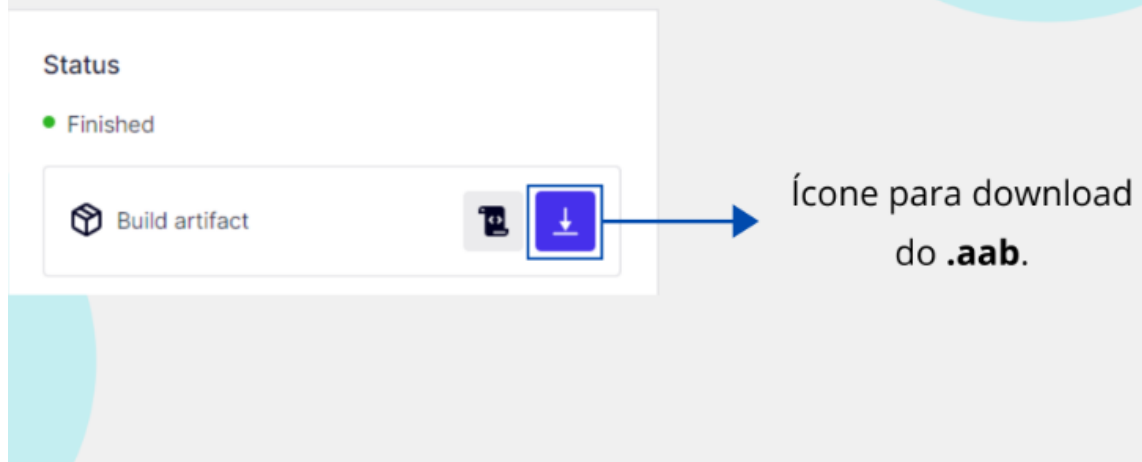 Status
Finished
Build artifact
Ícone para download
do .aab.